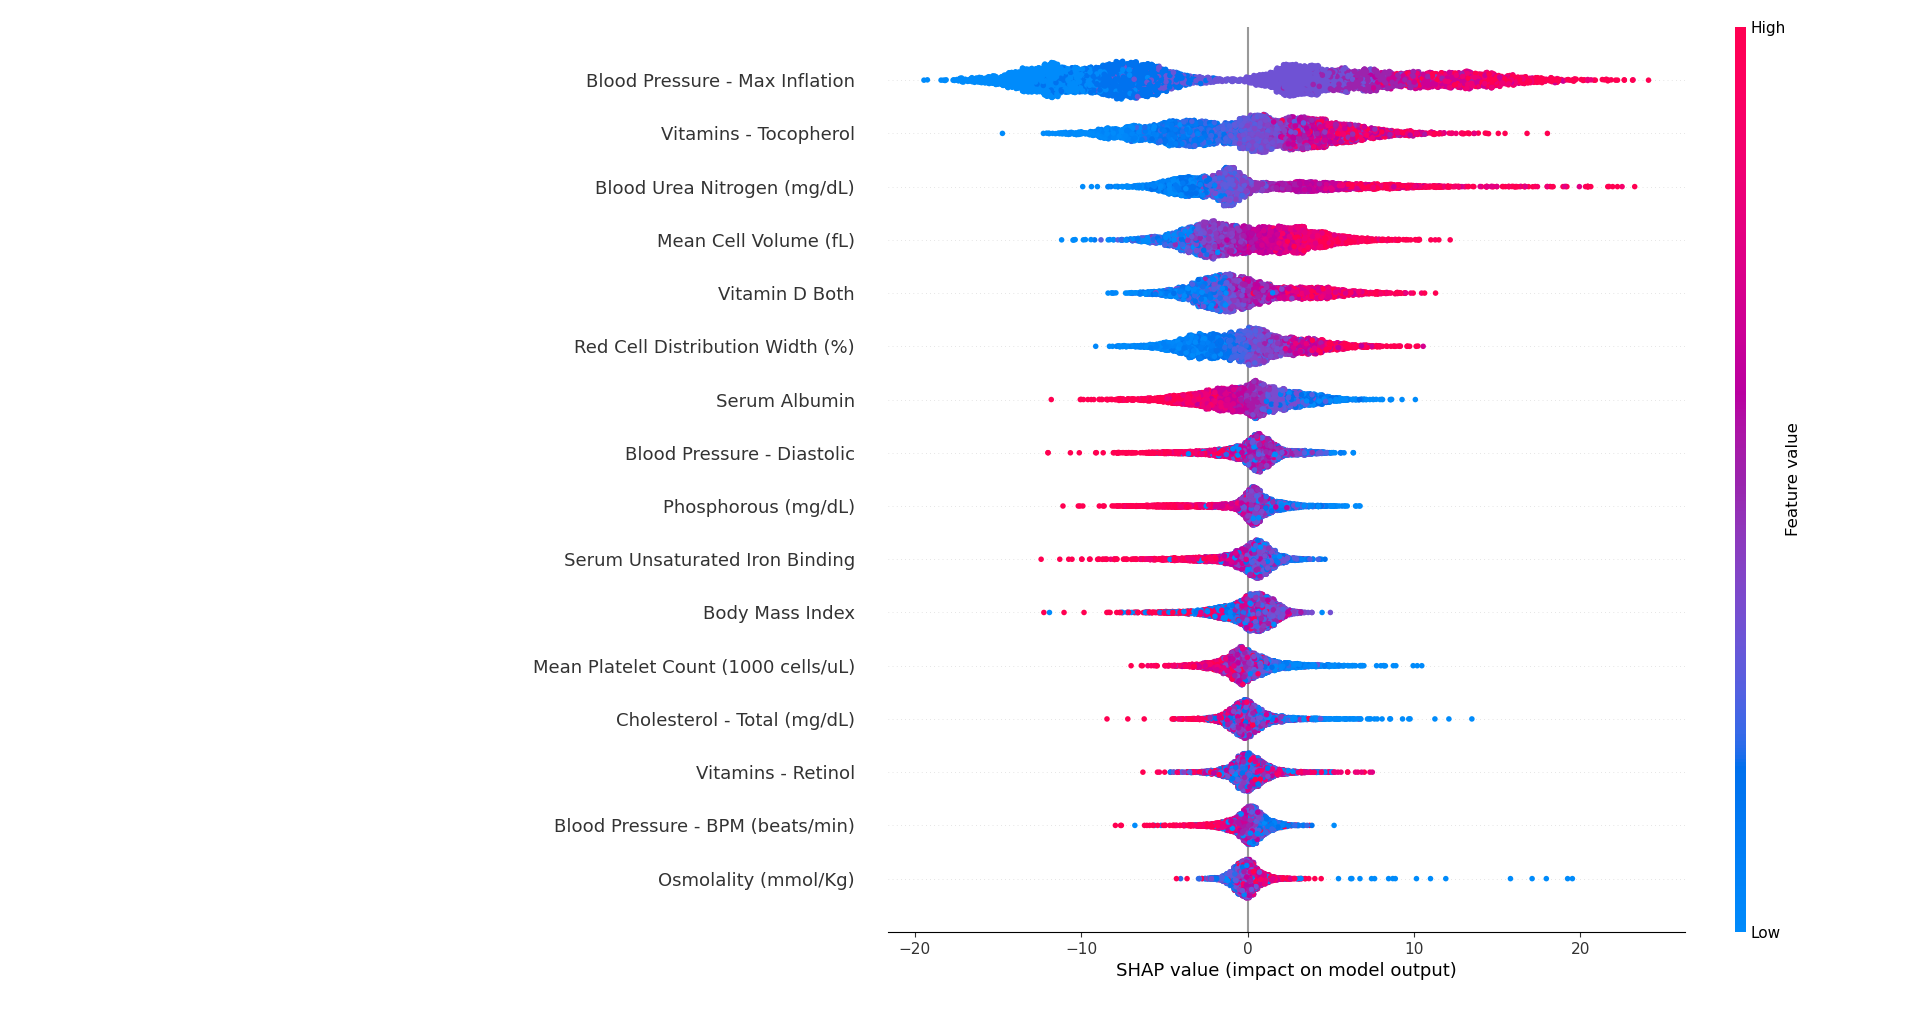 High
Blood Pressure - Max Inflation
Vitamins - Tocopherol
Blood Urea Nitrogen (mg/dL)
Mean Cell Volume (fL)
Vitamin D Both
Red Cell Distribution Width (%)
Serum Albumin
Blood Pressure - Diastolic
Phosphorous (mg/dL)
Serum Unsaturated Iron Binding
Body Mass Index
Mean Platelet Count (1000 cells/uL)
Cholesterol - Total (mg/dL)
Vitamins - Retinol
Blood Pressure - BPM (beats/min)
Osmolality (mmol/Kg)
Feature value
Low
−20 −10 0 10 20
SHAP value (impact on model output)